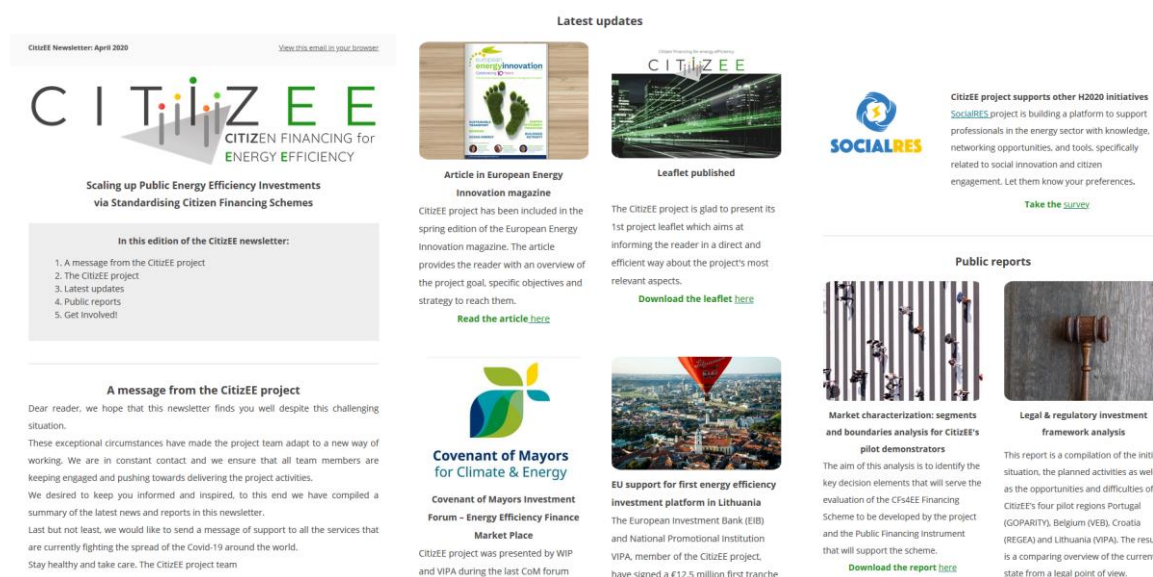 CitizEE Newsletter: April 2020
View this email in your browser
CITIZEE
CITIZEN FINANCING for
ENERGY EFFICIENCY
Scaling up Public Energy Efficiency Investments
via Standardising Citizen Financing Schemes
In this edition of the CitizEE newsletter:
1. A message from the CitizEE project
2. The CitizEE project
3. Latest updates
4. Public reports
5. Get Involved!
A message from the CitizEE project
Dear reader, we hope that this newsletter finds you well despite this challenging
situation.
These exceptional circumstances have made the project team adapt to a new way of
working. We are in constant contact and we ensure that all team members are
keeping engaged and pushing towards delivering the project activities.
We desired to keep you informed and inspired, to this end we have compiled a
summary of the latest news and reports in this newsletter.
Last but not least, we would like to send a message of support to all the services that
are currently fighting the spread of the Covid-19 around the world.
Stay healthy and take care. The CitizEE project team
Latest updates
european
energyinnovation
Article in European Energy
Innovation magazine
CitizEE project has been included in the
spring edition of the European Energy
Innovation magazine. The article
provides the reader with an overview of
the project goal, specific objectives and
strategy to reach them.
Read the article here
Citizen Financing for energy efficiency
CITIZEE
Leaflet published
The CitizEE project is glad to present its
1st project leaflet which aims at
informing the reader in a direct and
efficient way about the project's most
relevant aspects.
Download the leaflet here
Covenant of Mayors
for Climate & Energy
Covenant of Mayors Investment
Forum – Energy Efficiency Finance
Market Place
CitizEE project was presented by WIP
and VIPA during the last CoM forum
EU support for first energy efficiency
investment platform in Lithuania
The European Investment Bank (EIB)
and National Promotional Institution
VIPA, member of the CitizEE project,
have signed a €12.5 million first tranche
SOCIALRES
CitizEE project supports other H2020 initiatives
SocialRES project is building a platform to support
professionals in the energy sector with knowledge,
networking opportunities, and tools, specifically
related to social innovation and citizen
engagement. Let them know your preferences.
Take the survey
Public reports
Market characterization: segments
and boundaries analysis for CitizEE's
pilot demonstrators
The aim of this analysis is to identify the
key decision elements that will serve the
evaluation of the CFs4EE Financing
Scheme to be developed by the project
and the Public Financing Instrument
that will support the scheme.
Download the report here
Legal & regulatory investment
framework analysis
This report is a compilation of the initi
situation, the planned activities as wel
as the opportunities and difficulties of
CitizEE's four pilot regions Portugal
(GOPARITY), Belgium (VEB), Croatia
(REGEA) and Lithuania (VIPA). The resu
is a comparing overview of the current
state from a legal point of view.